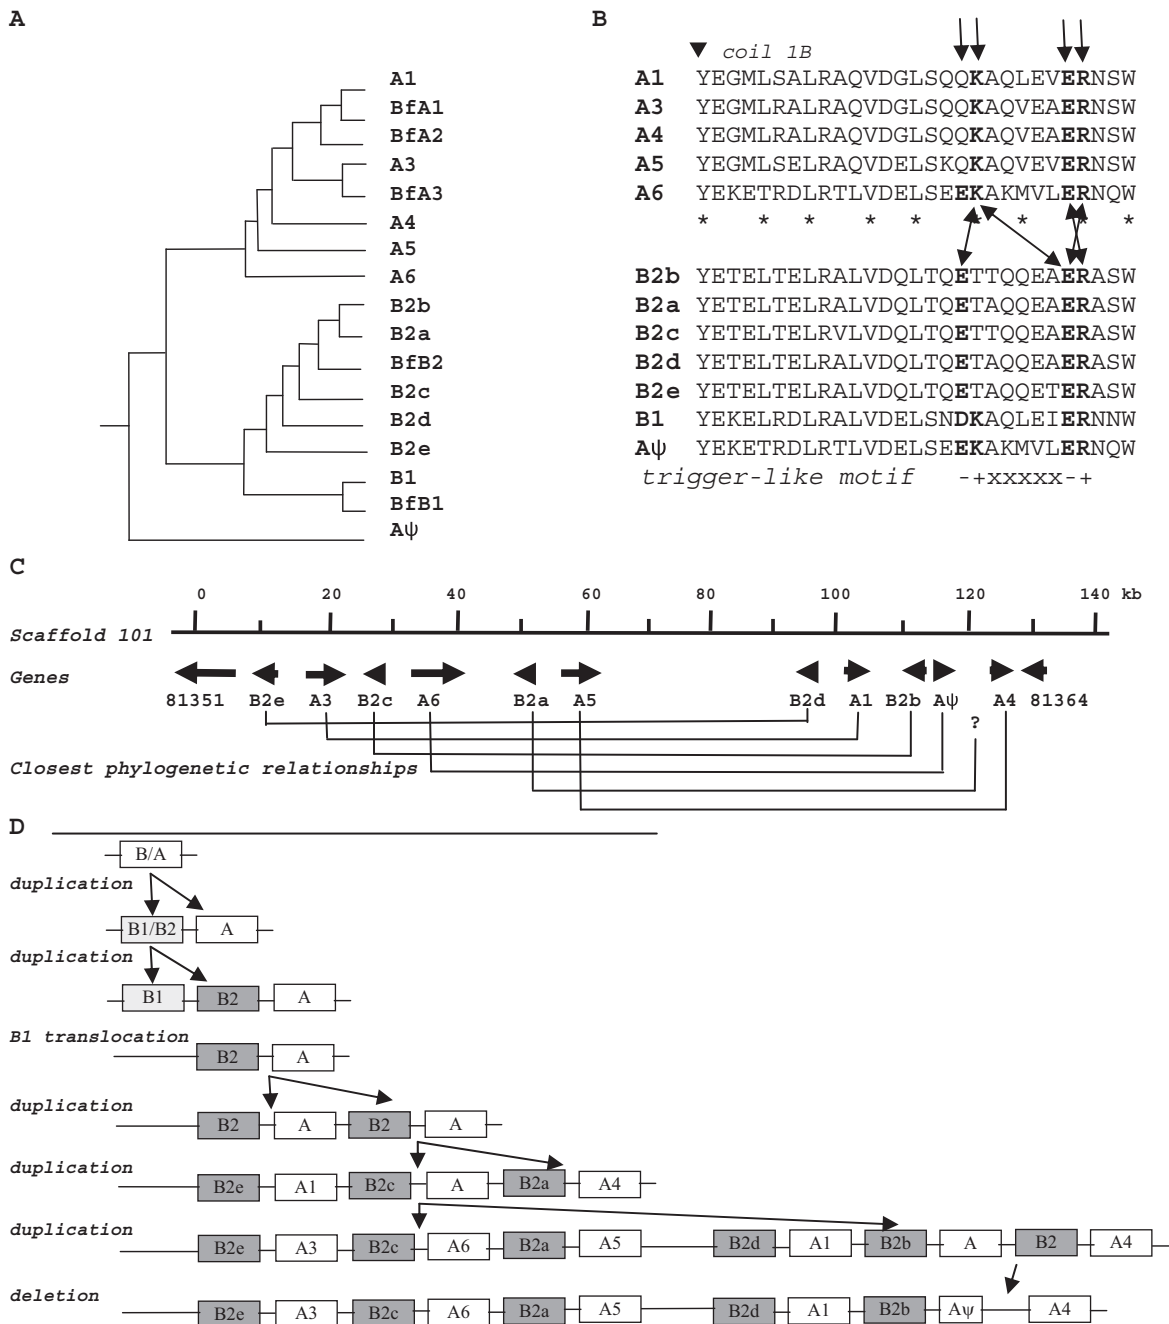 A
A1
BfA1
BfA2
A3
BfA3
A4
A5
A6
B2b
B2a
BfB2
B2c
B2d
B2e
B1
BfB1
Aψ
B
coil 1B
A1 YEGMLSALRAQVDGLSQQKAQLEVERNSW
A3 YEGMLRALRAQVDGLSQQKAQVEAERNSW
A4 YEGMLRALRAQVDGLSQQKAQVEAERNSW
A5 YEGMLSELRAQVDELSKQKAQVEVERNSW
A6 YEKETRDLRTLVDELSEEKAKMVLERNQW
* * * * * * * * *
B2b YETELTELRALVDQLTQETTQQEAERASW
B2a YETELTELRALVDQLTQETAQQEAERASW
B2c YETELTELRVLVDQLTQETTQQEAERASW
B2d YETELTELRALVDQLTQETAQQEAERASW
B2e YETELTELRALVDQLTQETAQQETERASW
B1 YEKELRDLRALVDELSNDKAQLEIERNNW
Aψ YEKETRDLRTLVDELSEEKAKMVLERNQW
trigger-like motif -+xxxxx-+
C
0 20 40 60 80 100 120 140 kb
Scaffold 101
Genes
81351 B2e A3 B2c A6 B2a A5 B2d A1 B2b Aψ A4 81364
?
Closest phylogenetic relationships
D
B/A
duplication
B1/B2 A
duplication
B1 B2 A
B1 translocation
B2 A
duplication
B2 A B2 A
duplication
B2e A1 B2c A B2a A4
duplication
B2e A3 B2c A6 B2a A5 B2d A1 B2b A B2 A4
deletion
B2e A3 B2c A6 B2a A5 B2d A1 B2b Aψ A4